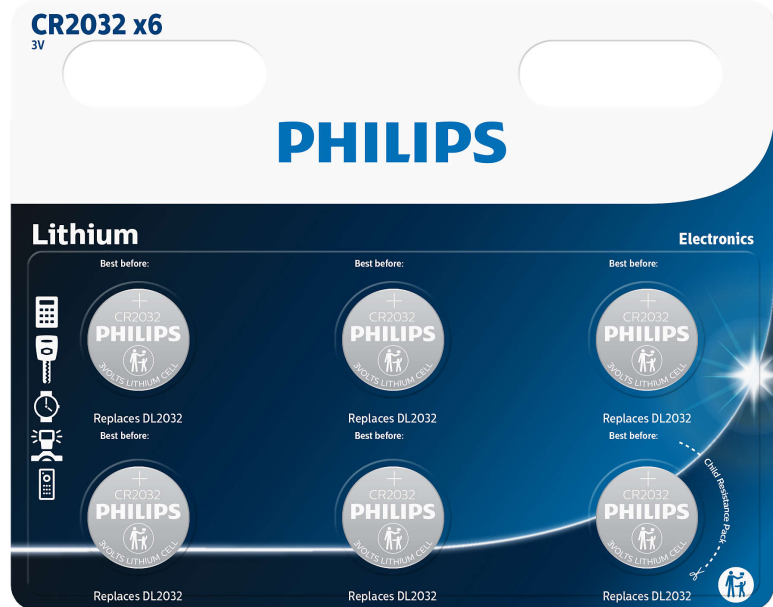 CR2032 x6
3V
PHILIPS
Lithium
Electronics
Best before: Best before: Best before:
CR2032 CR2032 CR2032
PHILIPS PHILIPS PHILIPS
3VOLTS LITHIUM CELL 3VOLTS LITHIUM CELL 3VOLTS LITHIUM CELL
Replaces DL2032 Replaces DL2032 Replaces DL2032
Best before: Best before: Best before:
CR2032 CR2032 CR2032
PHILIPS PHILIPS PHILIPS
3VOLTS LITHIUM CELL 3VOLTS LITHIUM CELL 3VOLTS LITHIUM CELL
Child Resistance Pack
Replaces DL2032 Replaces DL2032 Replaces DL2032